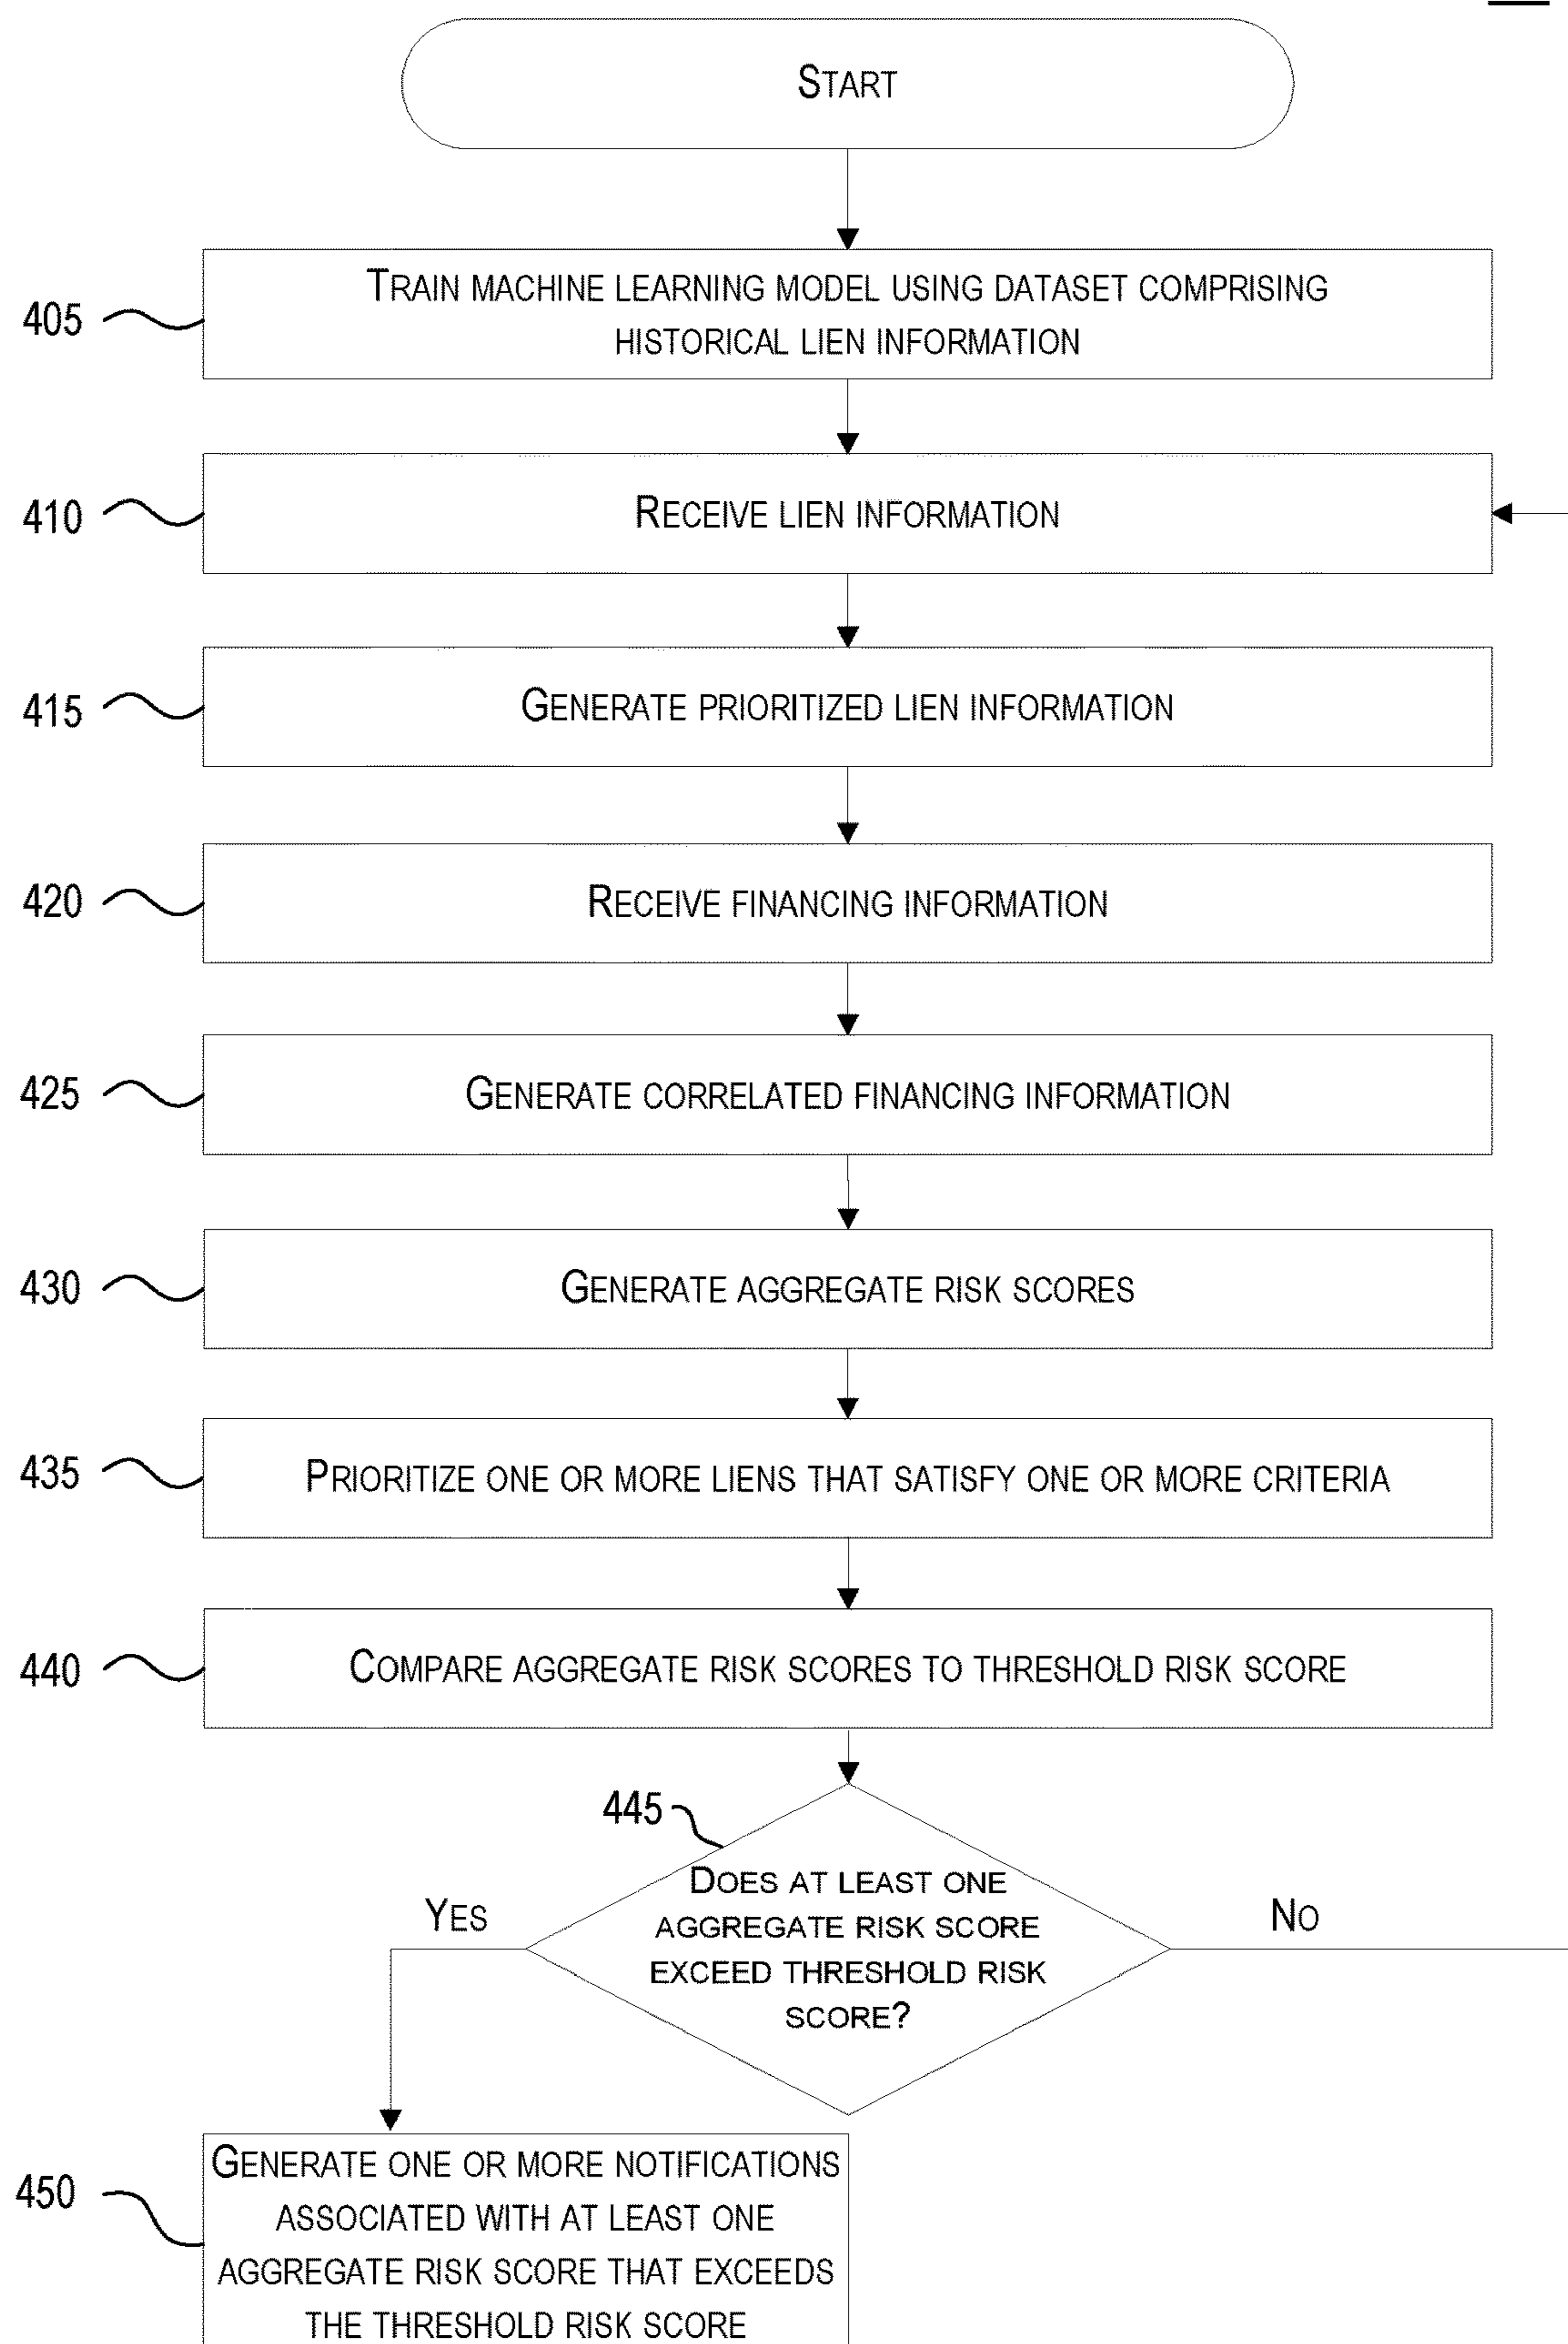 START
405
TRAIN MACHINE LEARNING MODEL USING DATASET COMPRISING
HISTORICAL LIEN INFORMATION
410
RECEIVE LIEN INFORMATION
415
GENERATE PRIORITIZED LIEN INFORMATION
420
RECEIVE FINANCING INFORMATION
425
GENERATE CORRELATED FINANCING INFORMATION
430
GENERATE AGGREGATE RISK SCORES
435
PRIORITIZE ONE OR MORE LIENS THAT SATISFY ONE OR MORE CRITERIA
440
COMPARE AGGREGATE RISK SCORES TO THRESHOLD RISK SCORE
445
DOES AT LEAST ONE
AGGREGATE RISK SCORE
EXCEED THRESHOLD RISK
SCORE?
YES
NO
450
GENERATE ONE OR MORE NOTIFICATIONS
ASSOCIATED WITH AT LEAST ONE
AGGREGATE RISK SCORE THAT EXCEEDS
THE THRESHOLD RISK SCORE